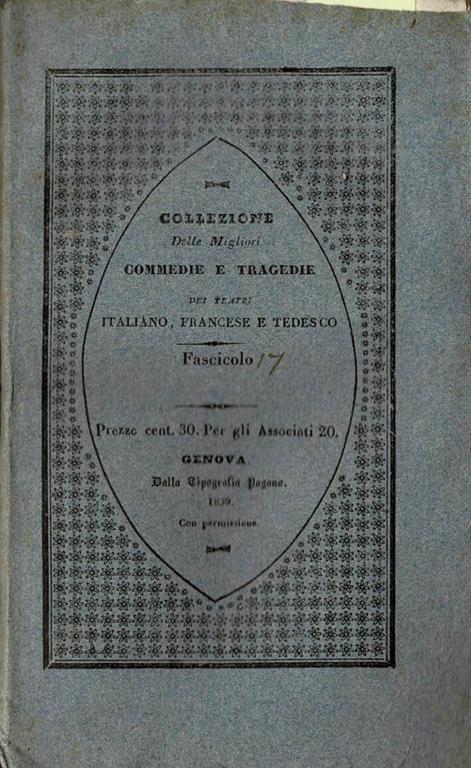 COLLEZIONE
Delle Migliori
COMMEDIE E TRAGEDIE
DEI TEATRI
ITALIANO, FRANCESE E TEDESCO
Fascicolo 17
Prezzo cent. 30. Per gli Associati 20.
GENOVA
Dalla Tipografia Pagano.
1839.
Con permissione.